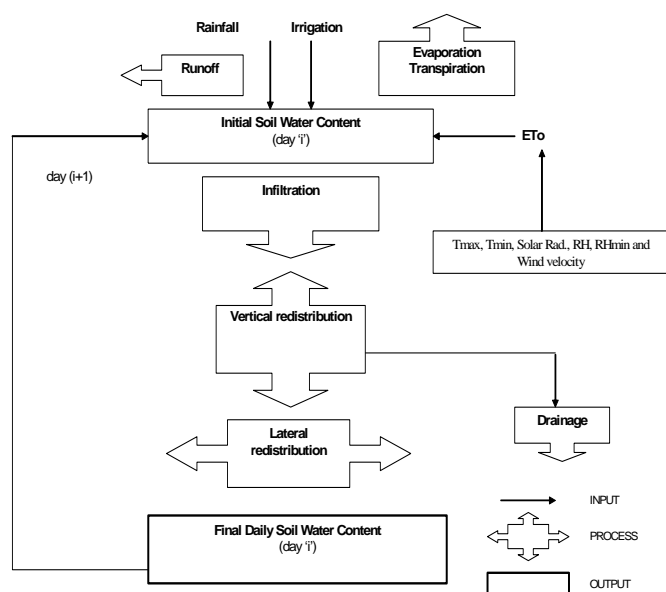 Rainfall
Irrigation
Evaporation
Transpiration
Runoff
Initial Soil Water Content
(day ‘i’)
ETo
day (i+1)
Infiltration
Tmax, Tmin, Solar Rad., RH, RHmin and
Wind velocity
Vertical redistribution
Drainage
Lateral
redistribution
INPUT
Final Daily Soil Water Content
(day ‘i’)
PROCESS
OUTPUT